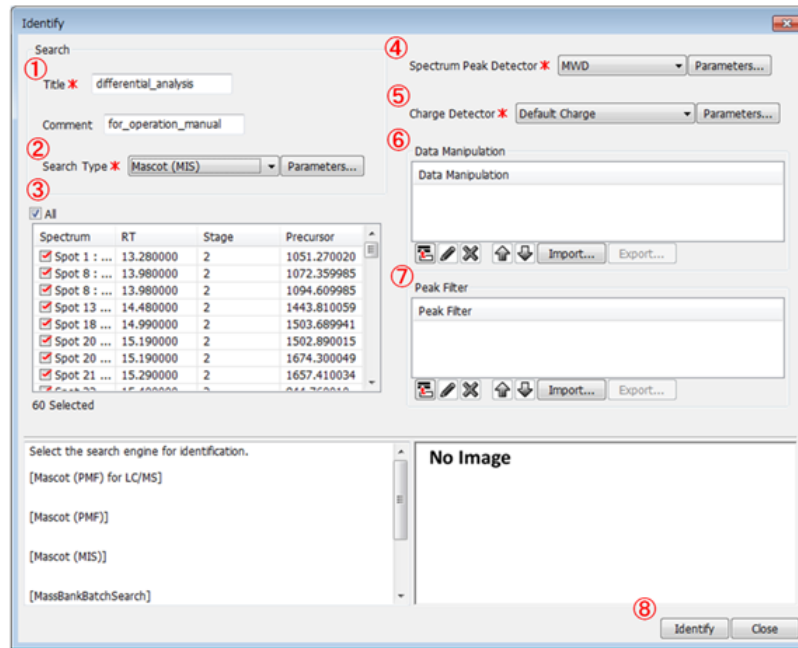 Identify
Search
①
Title * differential_analysis
Comment for_operation_manual
②
Search Type * Mascot (MIS) Parameters...
③
All
Spectrum RT Stage Precursor
Spot 1 : ... 13.280000 2 1051.270020
Spot 8 : ... 13.980000 2 1072.359985
Spot 8 : ... 13.980000 2 1094.609985
Spot 13 ... 14.480000 2 1443.810059
Spot 18 ... 14.990000 2 1503.689941
Spot 20 ... 15.190000 2 1502.890015
Spot 20 ... 15.190000 2 1674.300049
Spot 21 ... 15.290000 2 1657.410034
60 Selected
④
Spectrum Peak Detector * MWD Parameters...
⑤
Charge Detector * Default Charge Parameters...
⑥
Data Manipulation
Data Manipulation
Import... Export...
⑦
Peak Filter
Peak Filter
Import... Export...
Select the search engine for identification.
[Mascot (PMF) for LC/MS]
[Mascot (PMF)]
[Mascot (MIS)]
[MassBankBatchSearch]
No Image
⑧
Identify Close